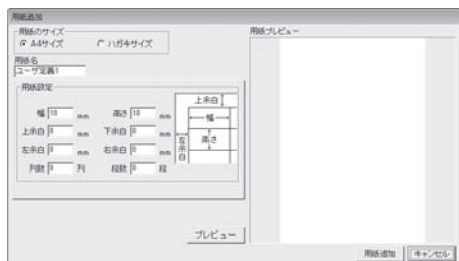 用紙追加
用紙のサイズ
A4サイズ ハガキサイズ
用紙名
ユーザ定義1
用紙設定
幅 10 mm 高さ 10 mm
上余白 0 mm 下余白 0 mm
左余白 0 mm 右余白 0 mm
列数 0 列 段数 0 段
上余白
幅
左余白
高さ
プレビュー
用紙プレビュー
用紙追加 キャンセル